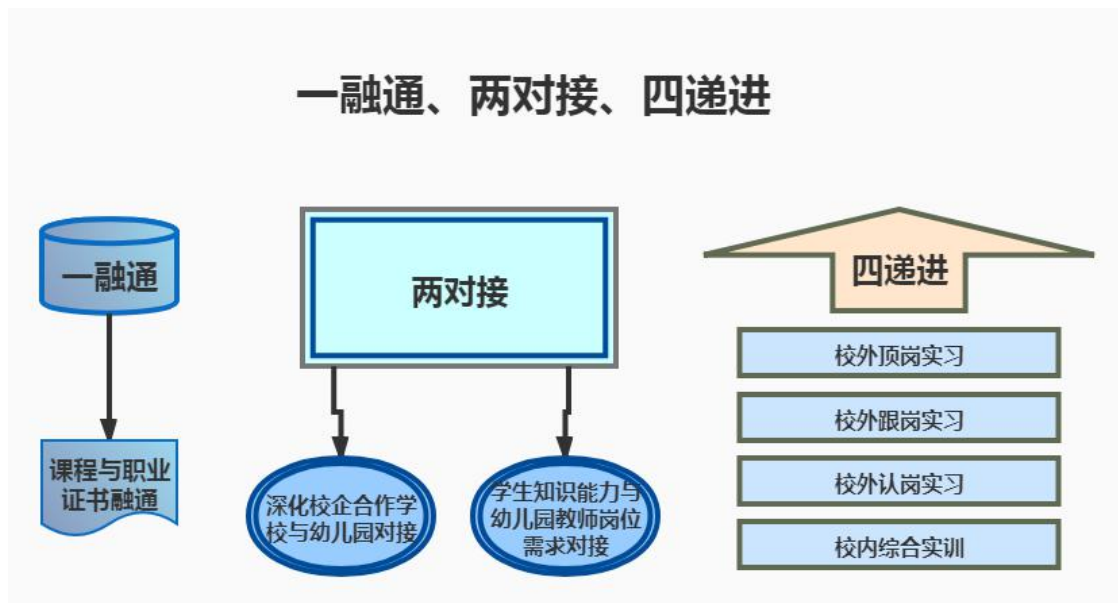 一融通、两对接、四递进
一融通
课程与职业
证书融通
两对接
深化校企合作学
校与幼儿园对接
学生知识能力与
幼儿园教师岗位
需求对接
四递进
校外顶岗实习
校外跟岗实习
校外认岗实习
校内综合实训